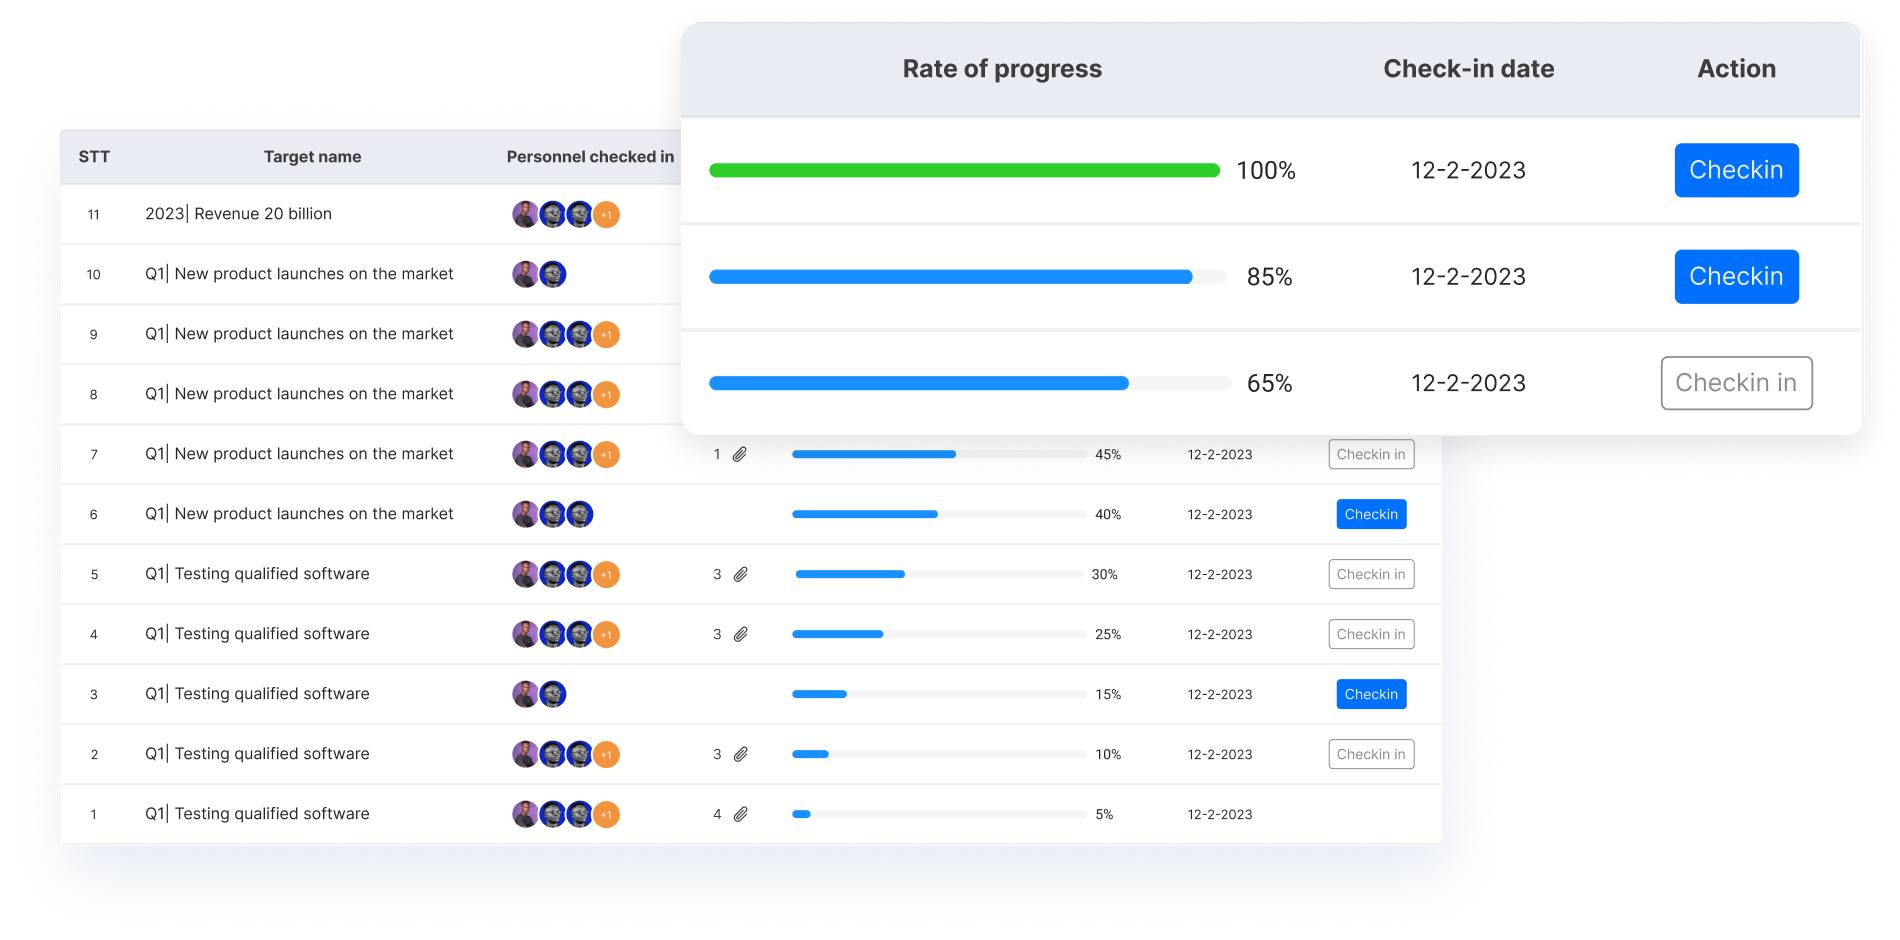 Rate of progress Check-in date Action
100% 12-2-2023 Checkin
85% 12-2-2023 Checkin
65% 12-2-2023 Checkin in
STT Target name Personnel checked in
11 2023| Revenue 20 billion +1
10 Q1| New product launches on the market
9 Q1| New product launches on the market +1
8 Q1| New product launches on the market +1
7 Q1| New product launches on the market +1 1 45% 12-2-2023 Checkin in
6 Q1| New product launches on the market 40% 12-2-2023 Checkin
5 Q1| Testing qualified software +1 3 30% 12-2-2023 Checkin in
4 Q1| Testing qualified software +1 3 25% 12-2-2023 Checkin in
3 Q1| Testing qualified software 15% 12-2-2023 Checkin
2 Q1| Testing qualified software +1 3 10% 12-2-2023 Checkin in
1 Q1| Testing qualified software +1 4 5% 12-2-2023